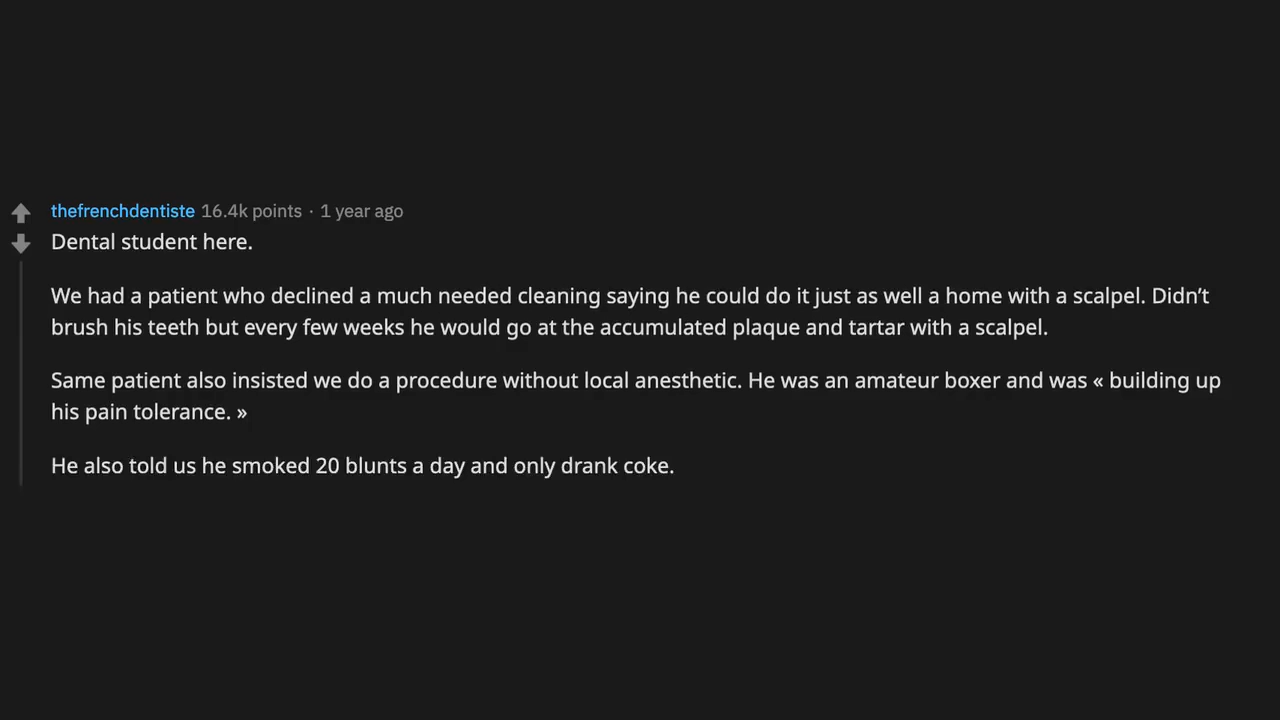 thefrenchdentiste 16.4k points · 1 year ago
Dental student here.
We had a patient who declined a much needed cleaning saying he could do it just as well a home with a scalpel. Didn’t
brush his teeth but every few weeks he would go at the accumulated plaque and tartar with a scalpel.
Same patient also insisted we do a procedure without local anesthetic. He was an amateur boxer and was « building up
his pain tolerance. »
He also told us he smoked 20 blunts a day and only drank coke.